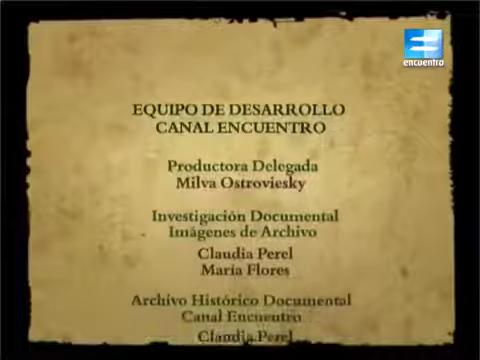 encuentro
EQUIPO DE DESARROLLO
CANAL ENCUENTRO
Productora Delegada
Milva Ostroviesky
Investigación Documental
Imágenes de Archivo
Claudia Perel
María Flores
Archivo Histórico Documental
Canal Encuentro
Claudia Perel